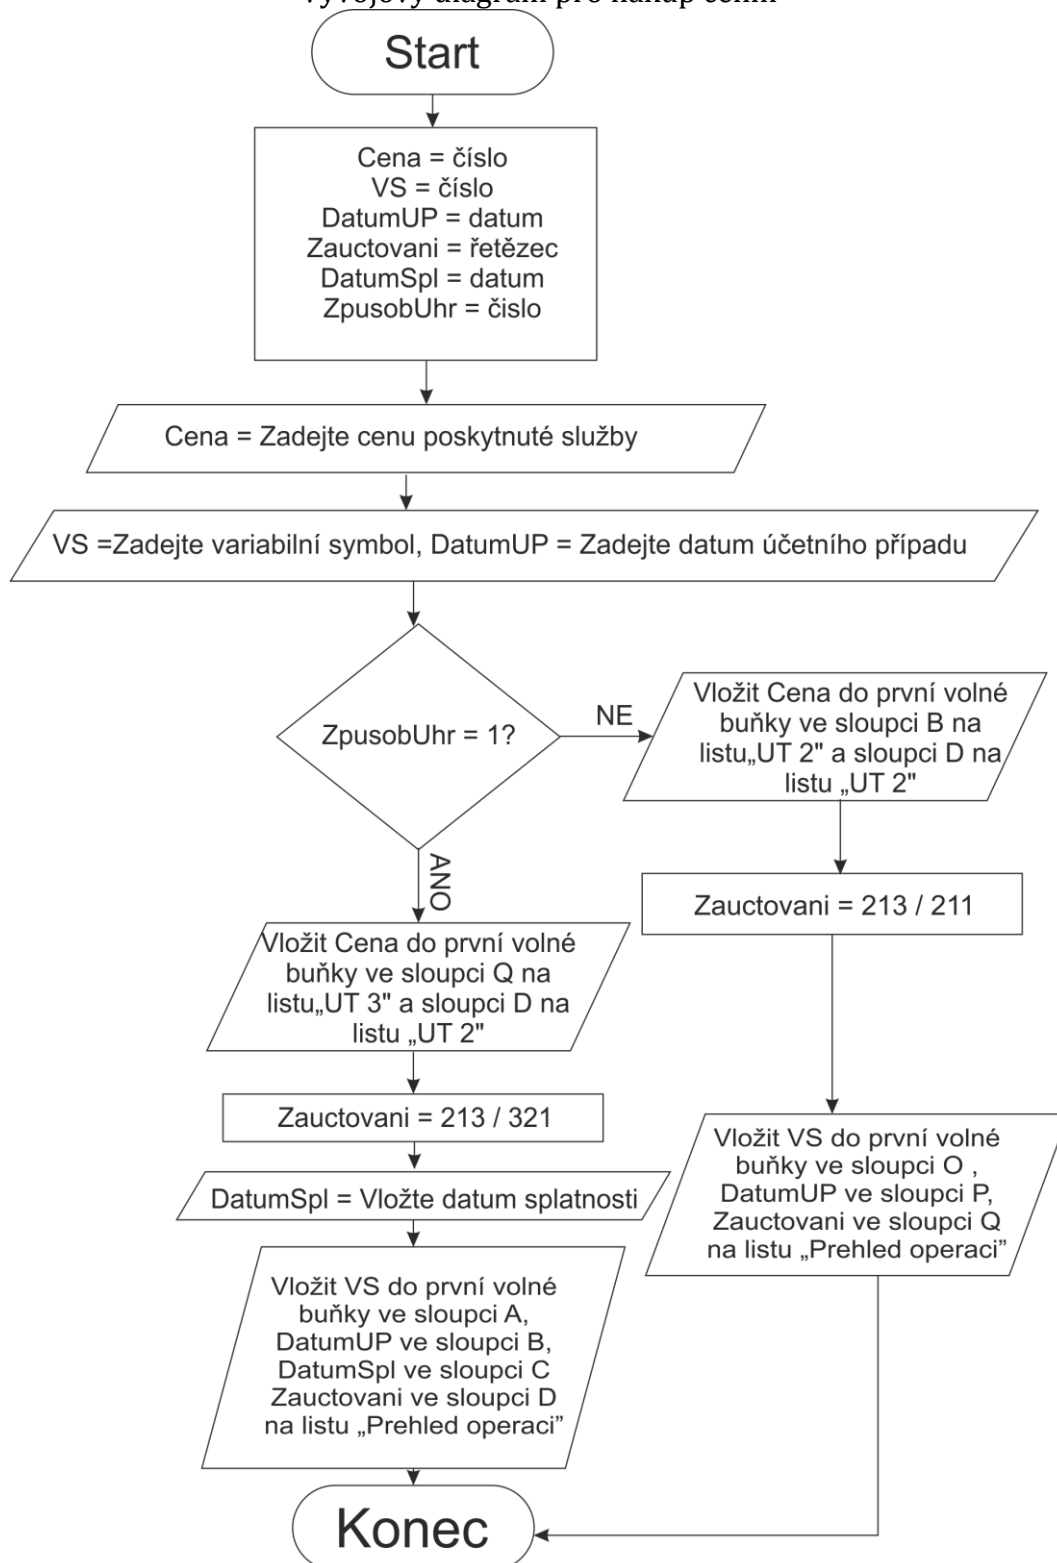 Vývojový diagram pro nákup cenin
Start
Cena = číslo
VS = číslo
DatumUP = datum
Zauctovani = řetězec
DatumSpl = datum
ZpusobUhr = čislo
Cena = Zadejte cenu poskytnuté služby
VS =Zadejte variabilní symbol, DatumUP = Zadejte datum účetního případu
ZpusobUhr = 1?
NE
Vložit Cena do první volné
buňky ve sloupci B na
listu„UT 2" a sloupci D na
listu „UT 2"
Zauctovani = 213 / 211
Vložit VS do první volné
buňky ve sloupci O ,
DatumUP ve sloupci P,
Zauctovani ve sloupci Q
na listu „Prehled operaci”
ANO
Vložit Cena do první volné
buňky ve sloupci Q na
listu„UT 3" a sloupci D na
listu „UT 2"
Zauctovani = 213 / 321
DatumSpl = Vložte datum splatnosti
Vložit VS do první volné
buňky ve sloupci A,
DatumUP ve sloupci B,
DatumSpl ve sloupci C
Zauctovani ve sloupci D
na listu „Prehled operaci”
Konec